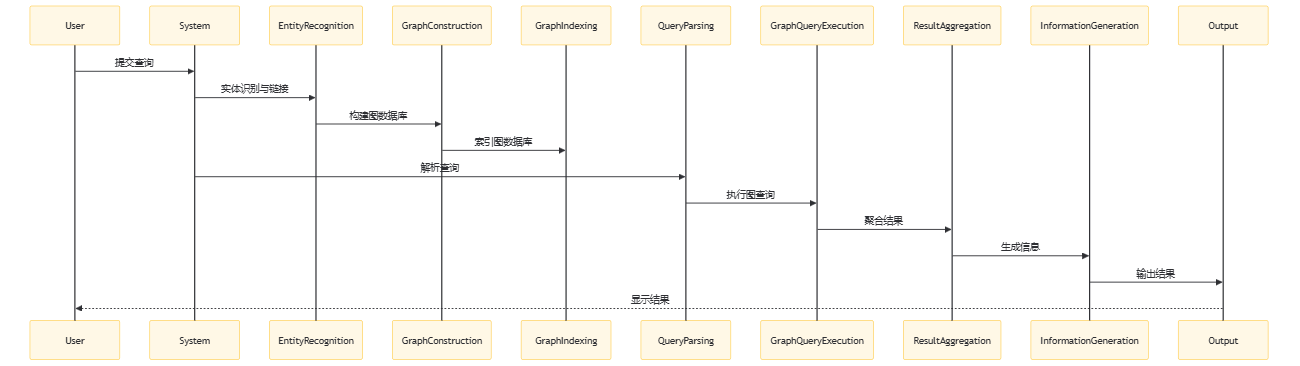 User
System
EntityRecognition
GraphConstruction
GraphIndexing
QueryParsing
GraphQueryExecution
ResultAggregation
InformationGeneration
Output
提交查询
实体识别与链接
构建图数据库
索引图数据库
解析查询
执行图查询
聚合结果
生成信息
输出结果
显示结果
User
System
EntityRecognition
GraphConstruction
GraphIndexing
QueryParsing
GraphQueryExecution
ResultAggregation
InformationGeneration
Output